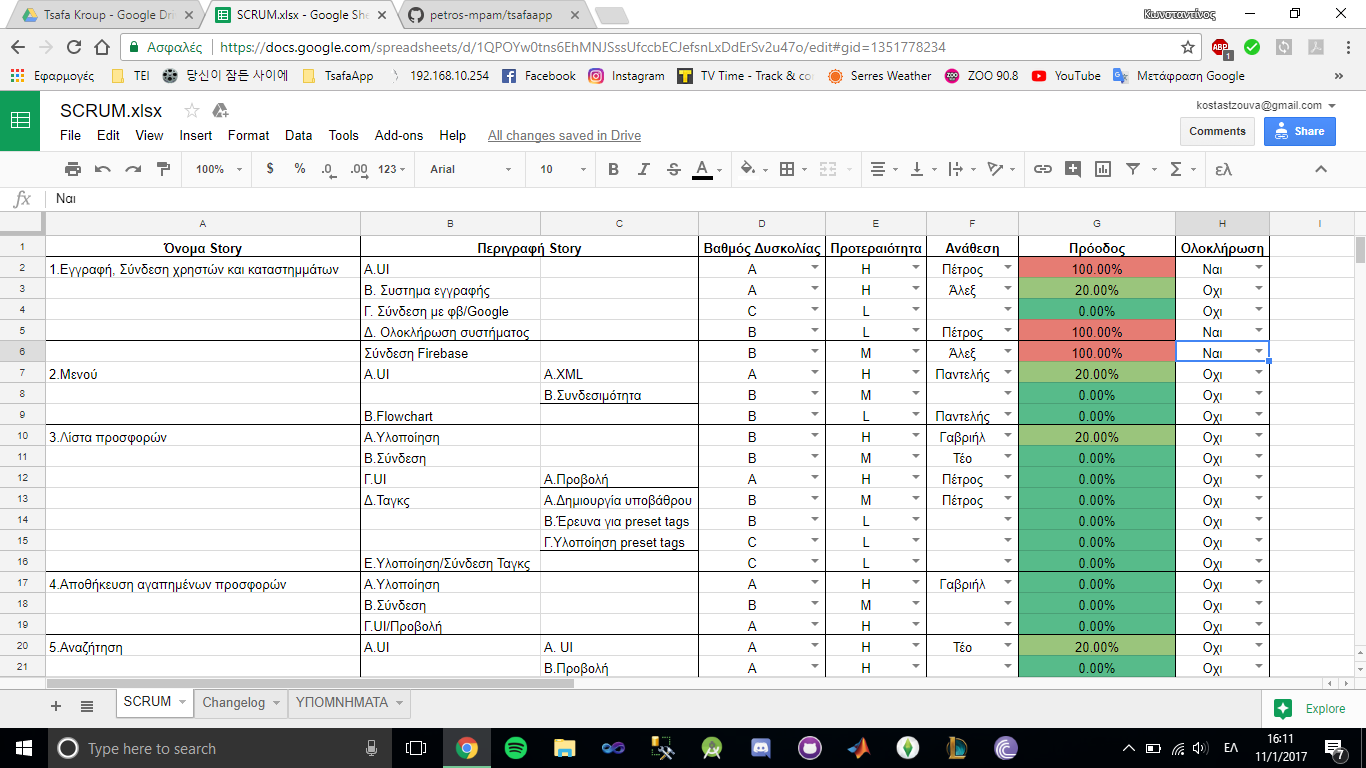 Tsafa Kroup - Google Dri
SCRUM.xlsx - Google She
petros-mpam/tsafaapp
Κωνσταντίνος
Ασφαλές https://docs.google.com/spreadsheets/d/1QPOYw0tm6EhMNJSssUfccbECJefsnLxDdErSv2u47o/edit#gid=1351778234
ABP 1
Εφαρμογές TEI 당신이 잠든 사이에 TsafaApp 192.168.10.254 Facebook Instagram TV Time - Track & co Serres Weather ZOO 90.8 YouTube Μετάφραση Google »
SCRUM.xlsx
kostastzouva@gmail.com
File Edit View Insert Format Data Tools Add-ons Help All changes saved in Drive
Comments Share
100% $ % .0 .00 123 Arial 10 B I S A Σ ελ
fx Ναι
A B C D E F G H I
1 Όνομα Story Περιγραφή Story Βαθμός Δυσκολίας Προτεραιότητα Ανάθεση Πρόοδος Ολοκλήρωση
2 1.Εγγραφή, Σύνδεση χρηστών και καταστημμάτων Α.UI A H Πέτρος 100.00% Ναι
3 Β. Συστημα εγγραφής A H Άλεξ 20.00% Οχι
4 Γ. Σύνδεση με φβ/Google C L 0.00% Οχι
5 Δ. Ολοκλήρωση συστήματος B L Πέτρος 100.00% Ναι
6 Σύνδεση Firebase B M Άλεξ 100.00% Ναι
7 2.Μενού Α.UI Α.XML A H Παντελής 20.00% Οχι
8 Β.Συνδεσιμότητα B M 0.00% Οχι
9 Β.Flowchart B L Παντελής 0.00% Οχι
10 3.Λίστα προσφορών Α.Υλοποίηση B H Γαβριήλ 20.00% Οχι
11 Β.Σύνδεση B M Τέο 0.00% Οχι
12 Γ.UI Α.Προβολή A H Πέτρος 0.00% Οχι
13 Δ.Ταγκς Α.Δημιουργία υποβάθρου B M Πέτρος 0.00% Οχι
14 Β.Έρευνα για preset tags B L 0.00% Οχι
15 Γ.Υλοποίηση preset tags C L 0.00% Οχι
16 Ε.Υλοποίηση/Σύνδεση Ταγκς C L 0.00% Οχι
17 4.Αποθήκευση αγαπημένων προσφορών Α.Υλοποίηση A H Γαβριήλ 0.00% Οχι
18 Β.Σύνδεση B M 0.00% Οχι
19 Γ.UI/Προβολή A H 0.00% Οχι
20 5.Αναζήτηση Α.UI Α. UI A H Τέο 20.00% Οχι
21 Β.Προβολή A H 0.00% Οχι
SCRUM Changelog ΥΠΟΜΝΗΜΑΤΑ Explore
Type here to search
ΕΛ
16:11
11/1/2017
7